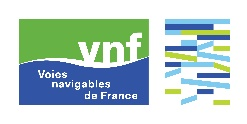 vnf
Voies
navigables
de France